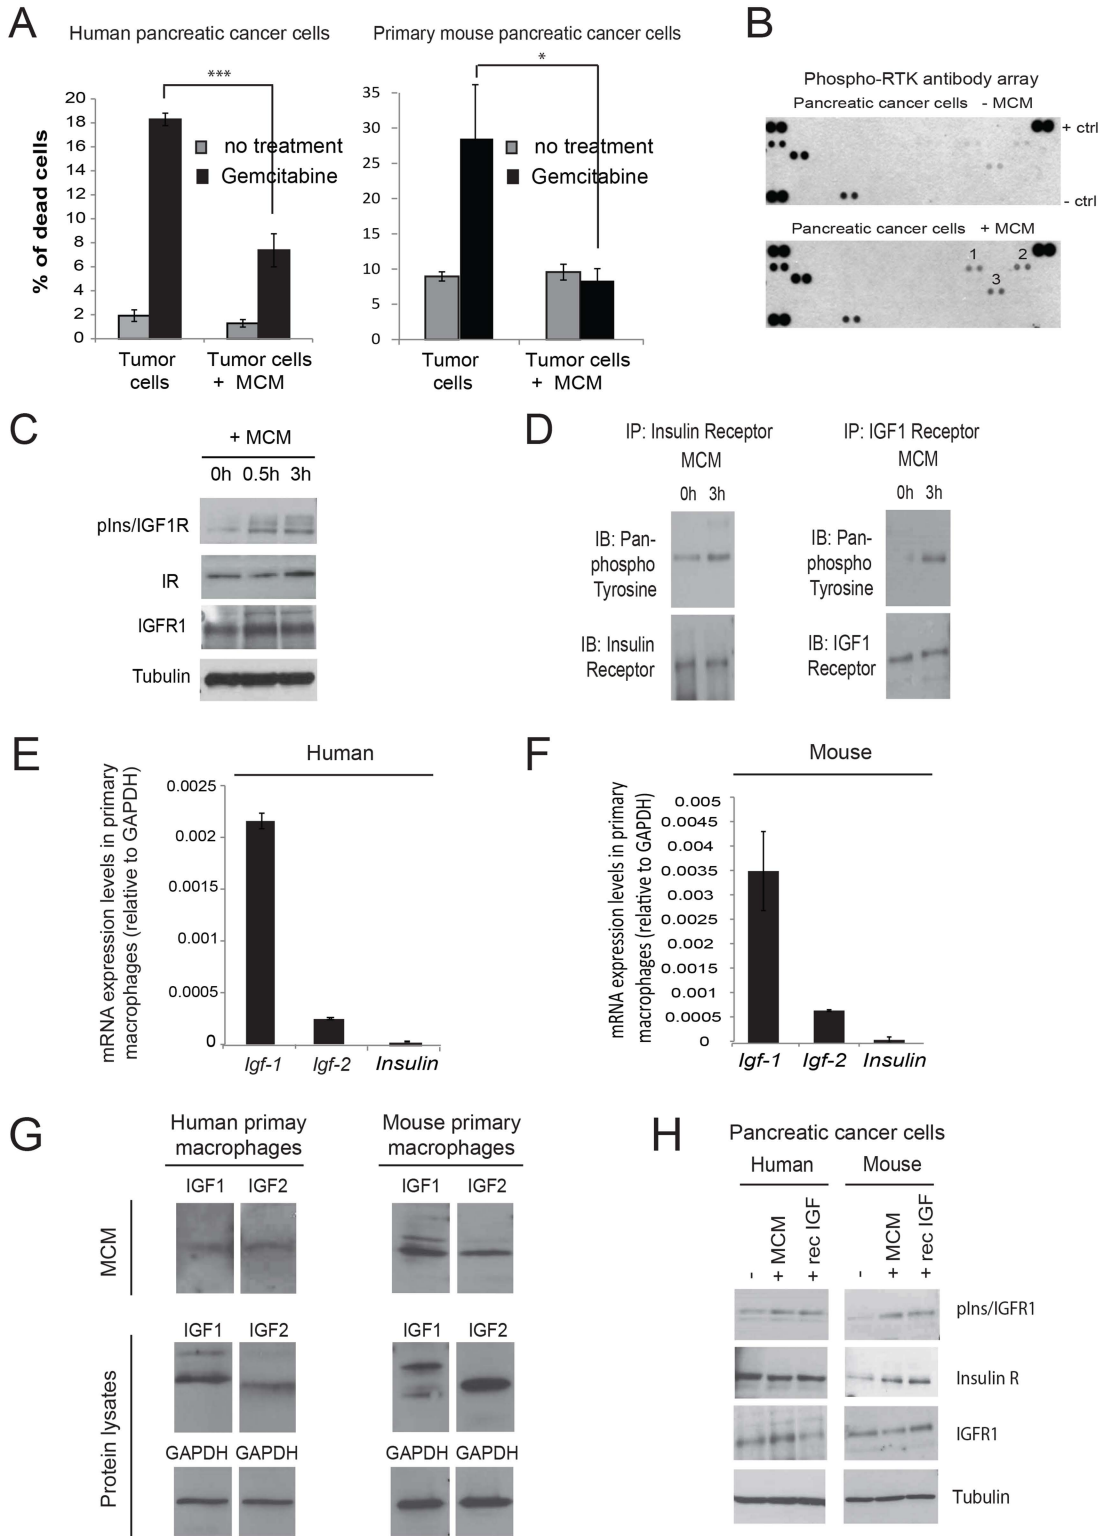 A
Human pancreatic cancer cells
Primary mouse pancreatic cancer cells
***
*
% of dead cells
20
18
16
14
12
10
8
6
4
2
0
no treatment
Gemcitabine
Tumor cells
Tumor cells + MCM
35
30
25
20
15
10
5
0
no treatment
Gemcitabine
Tumor cells
Tumor cells + MCM
B
Phospho-RTK antibody array
Pancreatic cancer cells - MCM
+ ctrl
- ctrl
Pancreatic cancer cells + MCM
1
2
3
C
+ MCM
0h 0.5h 3h
pIns/IGF1R
IR
IGFR1
Tubulin
D
IP: Insulin Receptor
MCM
0h 3h
IB: Pan-
phospho
Tyrosine
IB: Insulin
Receptor
IP: IGF1 Receptor
MCM
0h 3h
IB: Pan-
phospho
Tyrosine
IB: IGF1
Receptor
E
Human
mRNA expression levels in primary
macrophages (relative to GAPDH)
0.0025
0.002
0.0015
0.001
0.0005
0
Igf-1 Igf-2 Insulin
F
Mouse
mRNA expression levels in primary
macrophages (relative to GAPDH)
0.005
0.0045
0.004
0.0035
0.003
0.0025
0.002
0.0015
0.001
0.0005
0
Igf-1 Igf-2 Insulin
G
Human primay
macrophages
Mouse primary
macrophages
IGF1 IGF2
IGF1 IGF2
MCM
IGF1 IGF2
IGF1 IGF2
Protein lysates
GAPDH GAPDH
GAPDH GAPDH
H
Pancreatic cancer cells
Human
Mouse
-
+ MCM
+ rec IGF
-
+ MCM
+ rec IGF
pIns/IGFR1
Insulin R
IGFR1
Tubulin